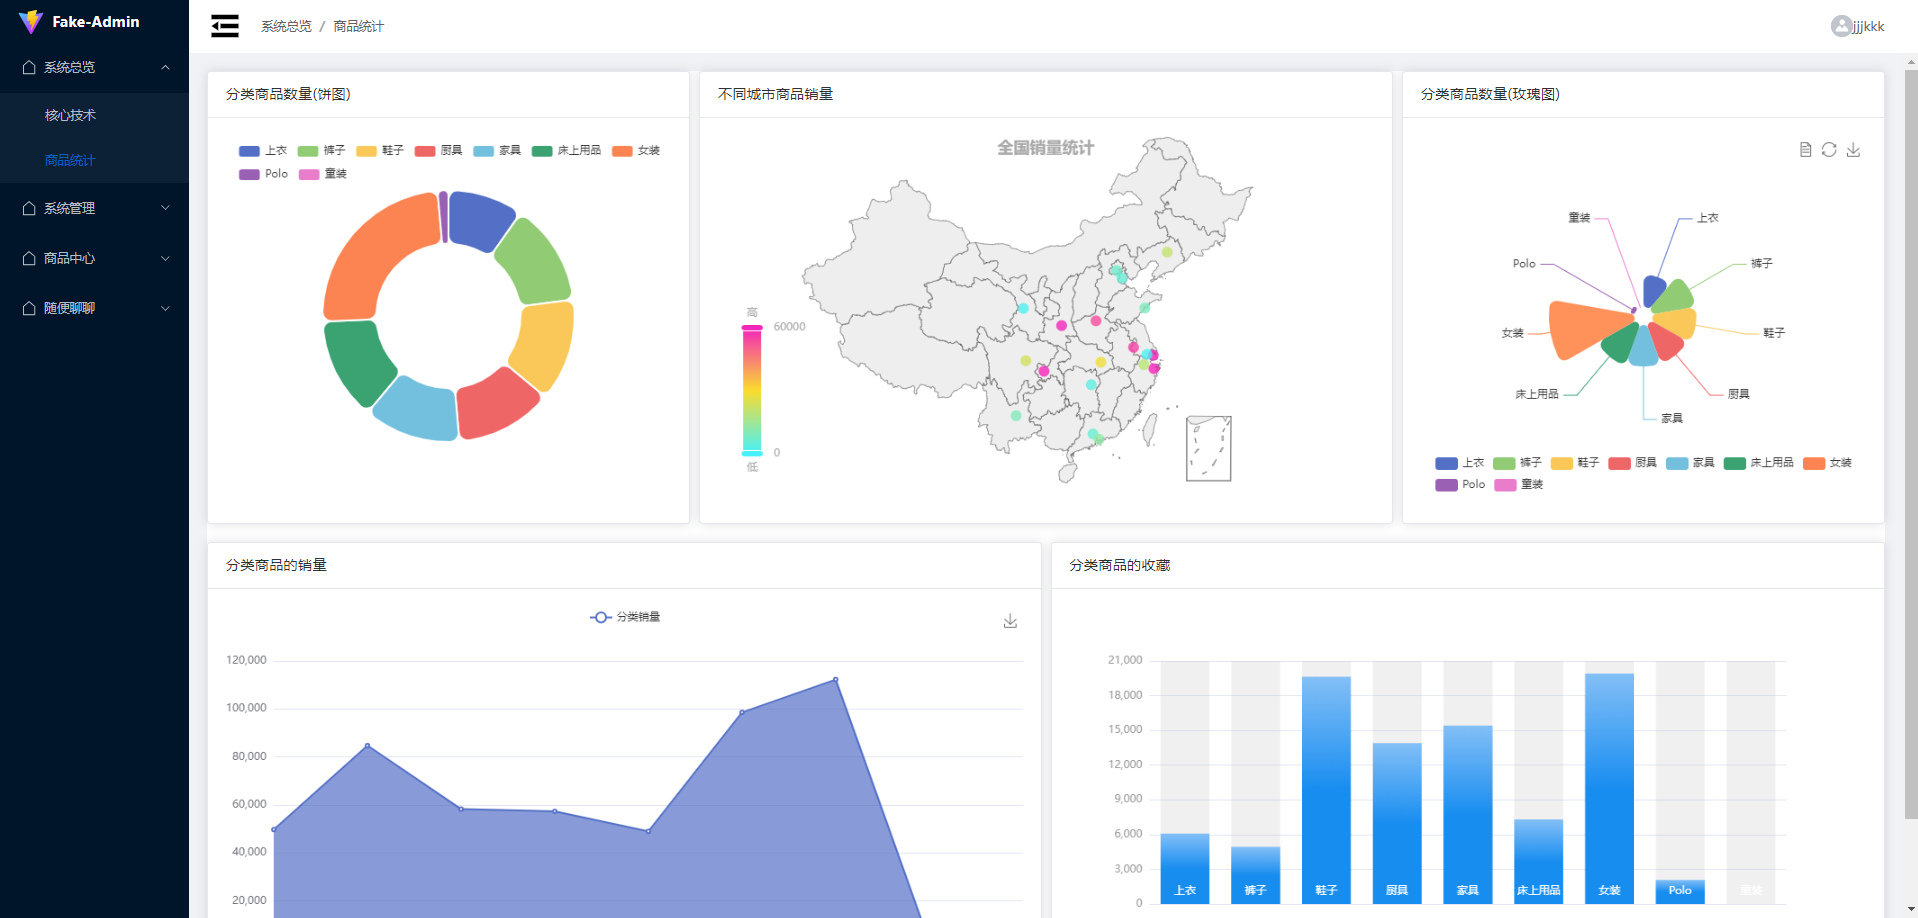 Fake-Admin
系统总览
核心技术
商品统计
系统管理
商品中心
随便聊聊
系统总览 / 商品统计
jjjkkk
分类商品数量(饼图)
上衣 裤子 鞋子 厨具 家具 床上用品 女装
Polo 童装
不同城市商品销量
全国销量统计
高
60000
0
低
分类商品数量(玫瑰图)
童装
上衣
Polo
裤子
女装
鞋子
床上用品
厨具
家具
上衣 裤子 鞋子 厨具 家具 床上用品 女装
Polo 童装
分类商品的销量
分类销量
120,000
100,000
80,000
60,000
40,000
20,000
分类商品的收藏
21,000
18,000
15,000
12,000
9,000
6,000
3,000
0
上衣 裤子 鞋子 厨具 家具 床上用品 女装 Polo 童装